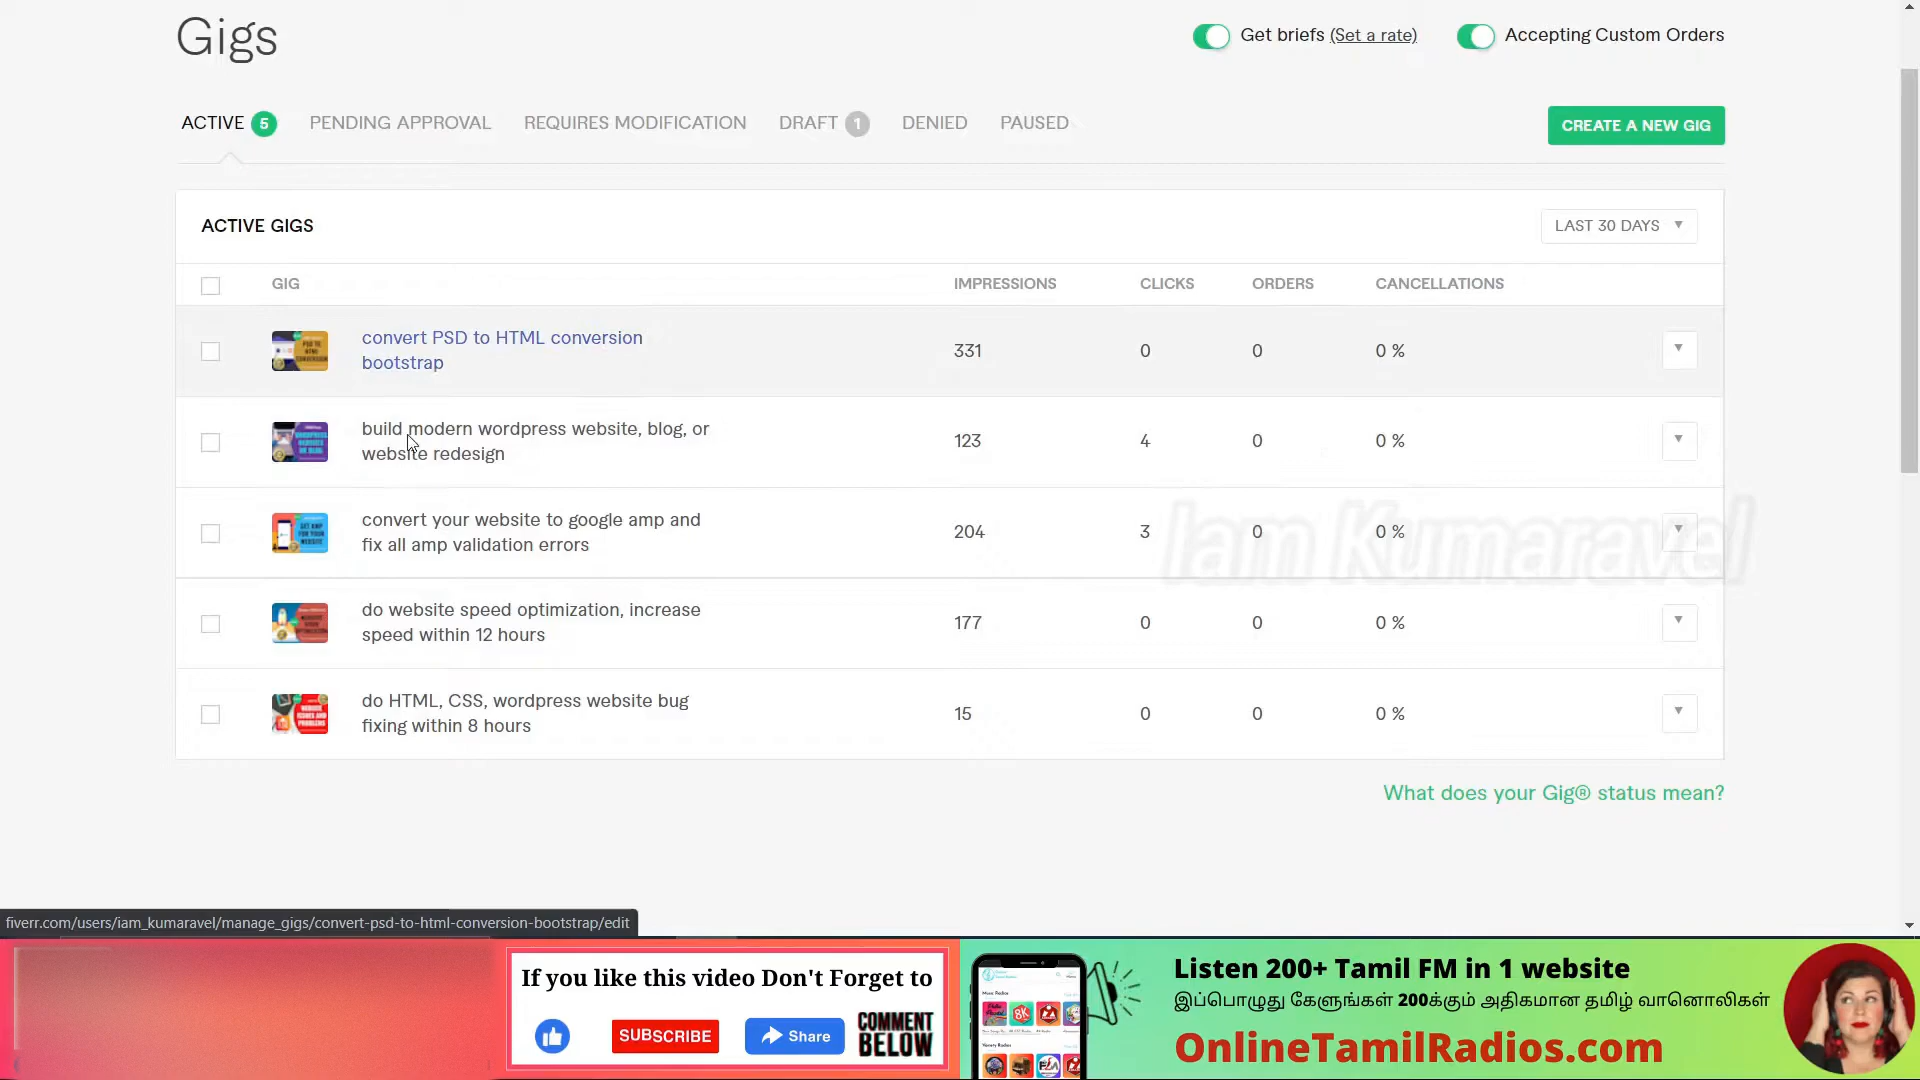 Gigs
Get briefs (Set a rate)
Accepting Custom Orders
ACTIVE 5
PENDING APPROVAL
REQUIRES MODIFICATION
DRAFT 1
DENIED
PAUSED
CREATE A NEW GIG
ACTIVE GIGS
LAST 30 DAYS
GIG IMPRESSIONS CLICKS ORDERS CANCELLATIONS
convert PSD to HTML conversion
bootstrap
331 0 0 0 %
build modern wordpress website, blog, or
website redesign
123 4 0 0 %
convert your website to google amp and
fix all amp validation errors
204 3 0 0 %
do website speed optimization, increase
speed within 12 hours
177 0 0 0 %
do HTML, CSS, wordpress website bug
fixing within 8 hours
15 0 0 0 %
Iam Kumaravel
What does your Gig® status mean?
fiverr.com/users/iam_kumaravel/manage_gigs/convert-psd-to-html-conversion-bootstrap/edit
If you like this video Don't Forget to
SUBSCRIBE
Share
COMMENT
BELOW
Listen 200+ Tamil FM in 1 website
இப்பொழுது கேளுங்கள் 200க்கும் அதிகமான தமிழ் வானொலிகள்
OnlineTamilRadios.com